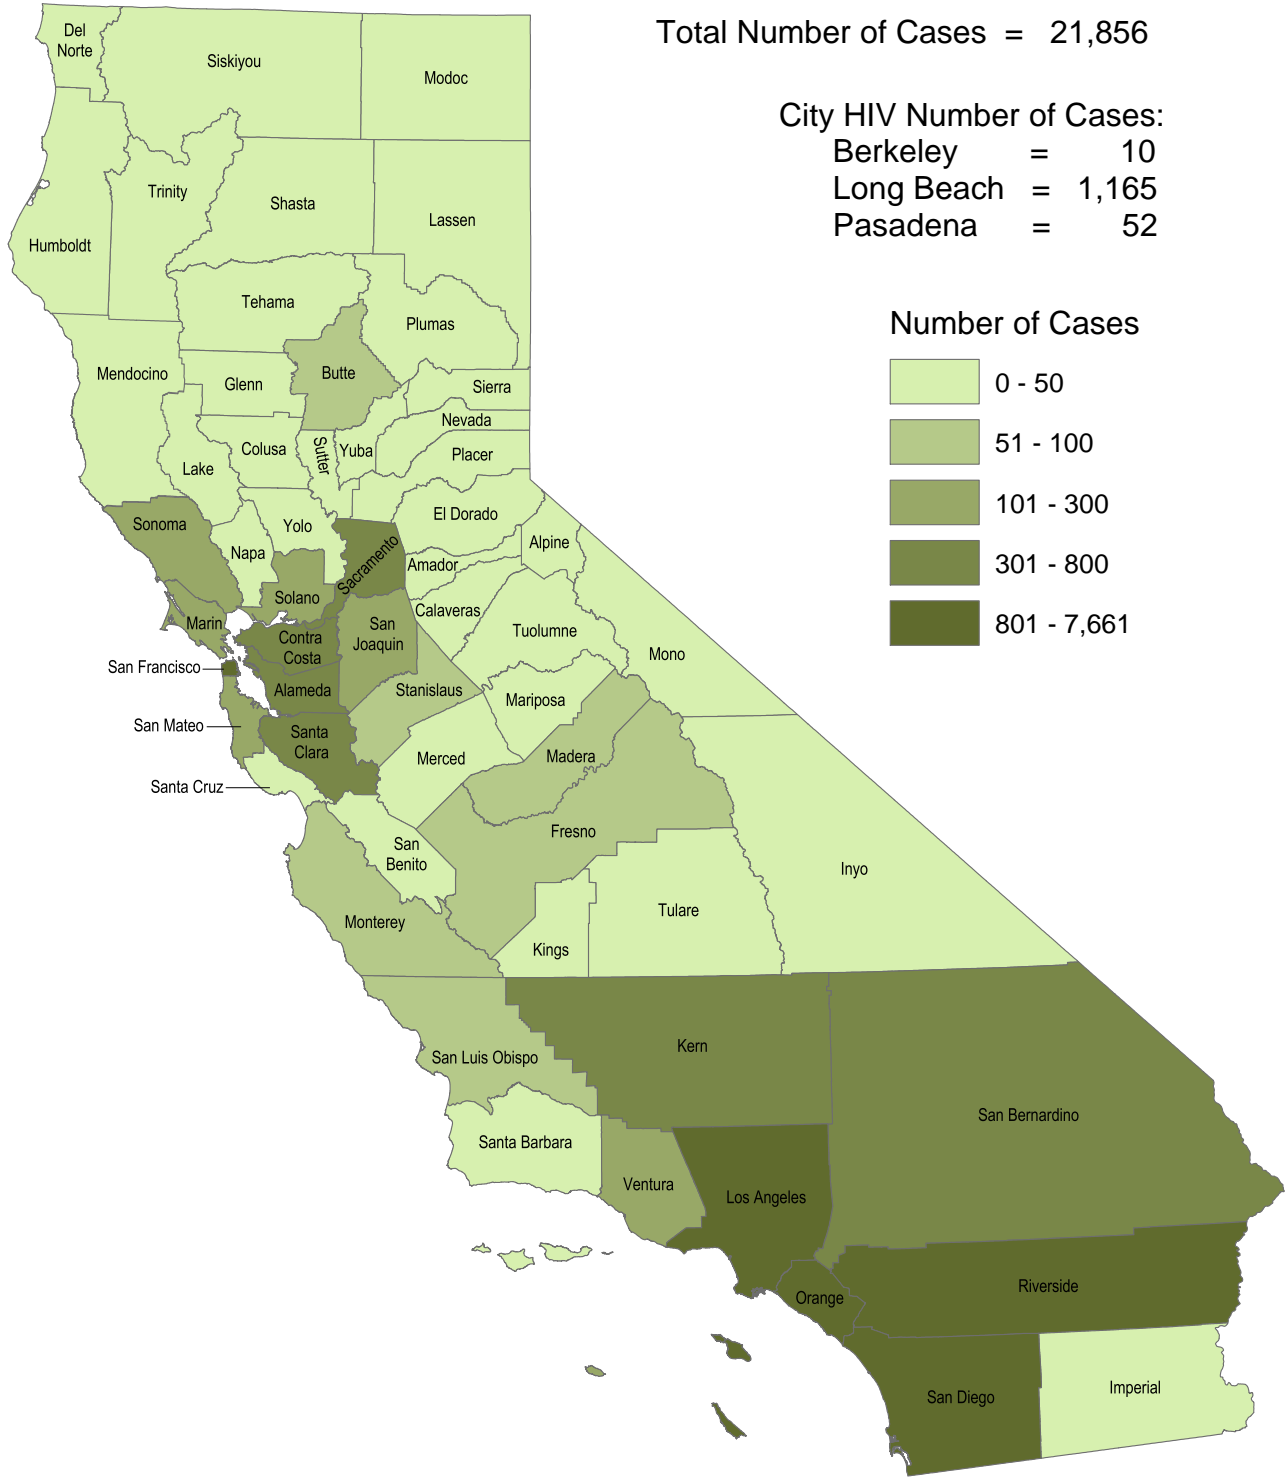 Total Number of Cases = 21,856
City HIV Number of Cases:
Berkeley = 10
Long Beach = 1,165
Pasadena = 52
Number of Cases
0 - 50
51 - 100
101 - 300
301 - 800
801 - 7,661
Del
Norte
Siskiyou
Modoc
Trinity
Shasta
Lassen
Humboldt
Tehama
Plumas
Mendocino
Glenn
Butte
Sierra
Nevada
Colusa
Sutter
Yuba
Placer
Lake
Sonoma
Yolo
El Dorado
Napa
Sacramento
Alpine
Amador
Solano
Marin
Calaveras
Contra
Costa
San
Joaquin
Tuolumne
Mono
San Francisco
Alameda
Stanislaus
Mariposa
San Mateo
Santa
Clara
Merced
Madera
Santa Cruz
Fresno
San
Benito
Inyo
Monterey
Kings
Tulare
San Luis Obispo
Kern
San Bernardino
Santa Barbara
Ventura
Los Angeles
Riverside
Orange
San Diego
Imperial